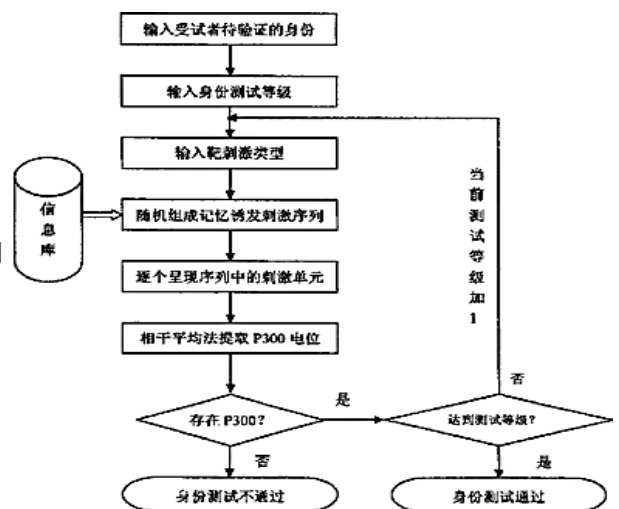 输入受试者待验证的身份
输入身份测试等级
输入靶刺激类型
信息库
随机组成记忆诱发刺激序列
逐个呈现序列中的刺激单元
相干平均法提取 P300 电位
当前测试等级加1
存在 P300?
是
达到测试等级?
否
否
是
身份测试不通过
身份测试通过